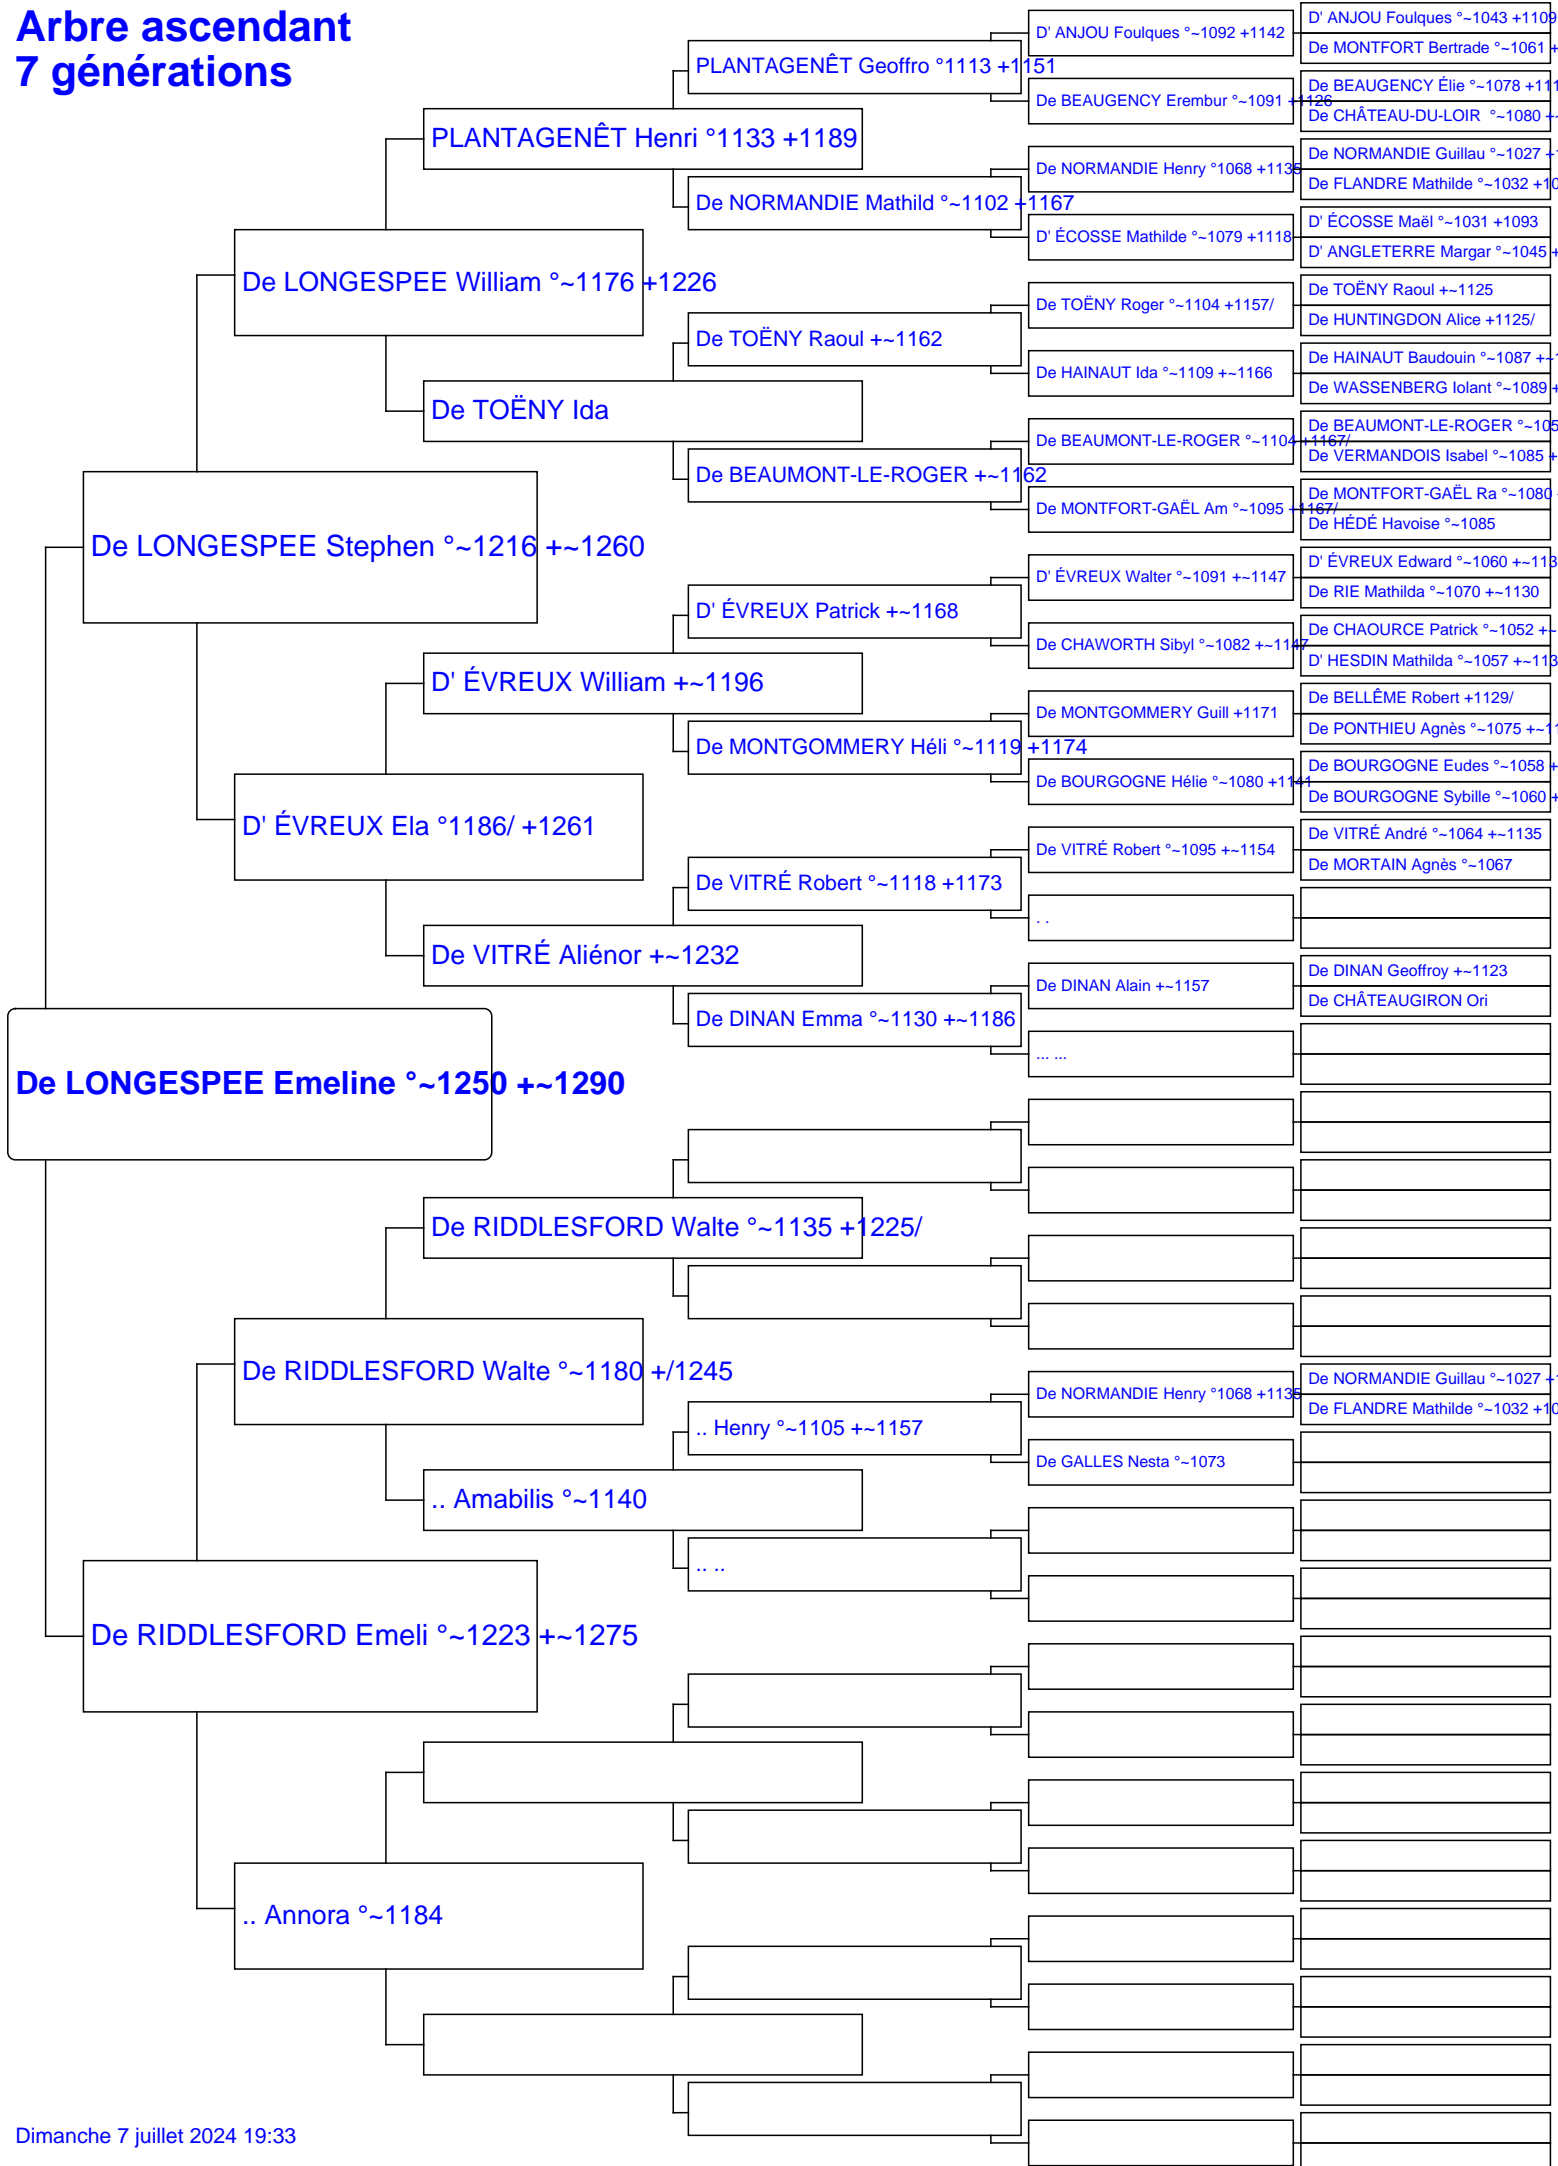 Arbre ascendant
7 générations
D' ANJOU Foulques °~1043 +1109
D' ANJOU Foulques °~1092 +1142
De MONTFORT Bertrade °~1061 +
PLANTAGENÊT Geoffro °1113 +1151
De BEAUGENCY Élie °~1078 +111
De BEAUGENCY Erembur °~1091 +1126
De CHÂTEAU-DU-LOIR °~1080 +~
PLANTAGENÊT Henri °1133 +1189
De NORMANDIE Guillau °~1027 +
De NORMANDIE Henry °1068 +1135
De FLANDRE Mathilde °~1032 +10
De NORMANDIE Mathild °~1102 +1167
D' ÉCOSSE Maël °~1031 +1093
D' ÉCOSSE Mathilde °~1079 +1118
D' ANGLETERRE Margar °~1045 +
De LONGESPEE William °~1176 +1226
De TOËNY Raoul +~1125
De TOËNY Roger °~1104 +1157/
De HUNTINGDON Alice +1125/
De TOËNY Raoul +~1162
De HAINAUT Baudouin °~1087 +~
De HAINAUT Ida °~1109 +~1166
De WASSENBERG Iolant °~1089 +
De TOËNY Ida
De BEAUMONT-LE-ROGER °~105
De BEAUMONT-LE-ROGER °~1104 +1167/
De VERMANDOIS Isabel °~1085 +
De BEAUMONT-LE-ROGER +~1162
De MONTFORT-GAËL Ra °~1080
De MONTFORT-GAËL Am °~1095 +1167/
De HÉDÉ Havoise °~1085
De LONGESPEE Stephen °~1216 +~1260
D' ÉVREUX Edward °~1060 +~113
D' ÉVREUX Walter °~1091 +~1147
De RIE Mathilda °~1070 +~1130
D' ÉVREUX Patrick +~1168
De CHAOURCE Patrick °~1052 +~
De CHAWORTH Sibyl °~1082 +~1147
D' HESDIN Mathilda °~1057 +~113
D' ÉVREUX William +~1196
De BELLÊME Robert +1129/
De MONTGOMMERY Guill +1171
De PONTHIEU Agnès °~1075 +~11
De MONTGOMMERY Héli °~1119 +1174
De BOURGOGNE Eudes °~1058 +
De BOURGOGNE Hélie °~1080 +1141
De BOURGOGNE Sybille °~1060 +
D' ÉVREUX Ela °1186/ +1261
De VITRÉ André °~1064 +~1135
De VITRÉ Robert °~1095 +~1154
De MORTAIN Agnès °~1067
De VITRÉ Robert °~1118 +1173
. .
De VITRÉ Aliénor +~1232
De DINAN Geoffroy +~1123
De DINAN Alain +~1157
De CHÂTEAUGIRON Ori
De DINAN Emma °~1130 +~1186
... ...
De LONGESPEE Emeline °~1250 +~1290
De RIDDLESFORD Walte °~1135 +1225/
De RIDDLESFORD Walte °~1180 +/1245
De NORMANDIE Guillau °~1027 +
De NORMANDIE Henry °1068 +1135
De FLANDRE Mathilde °~1032 +10
.. Henry °~1105 +~1157
De GALLES Nesta °~1073
.. Amabilis °~1140
.. ..
De RIDDLESFORD Emeli °~1223 +~1275
.. Annora °~1184
Dimanche 7 juillet 2024 19:33